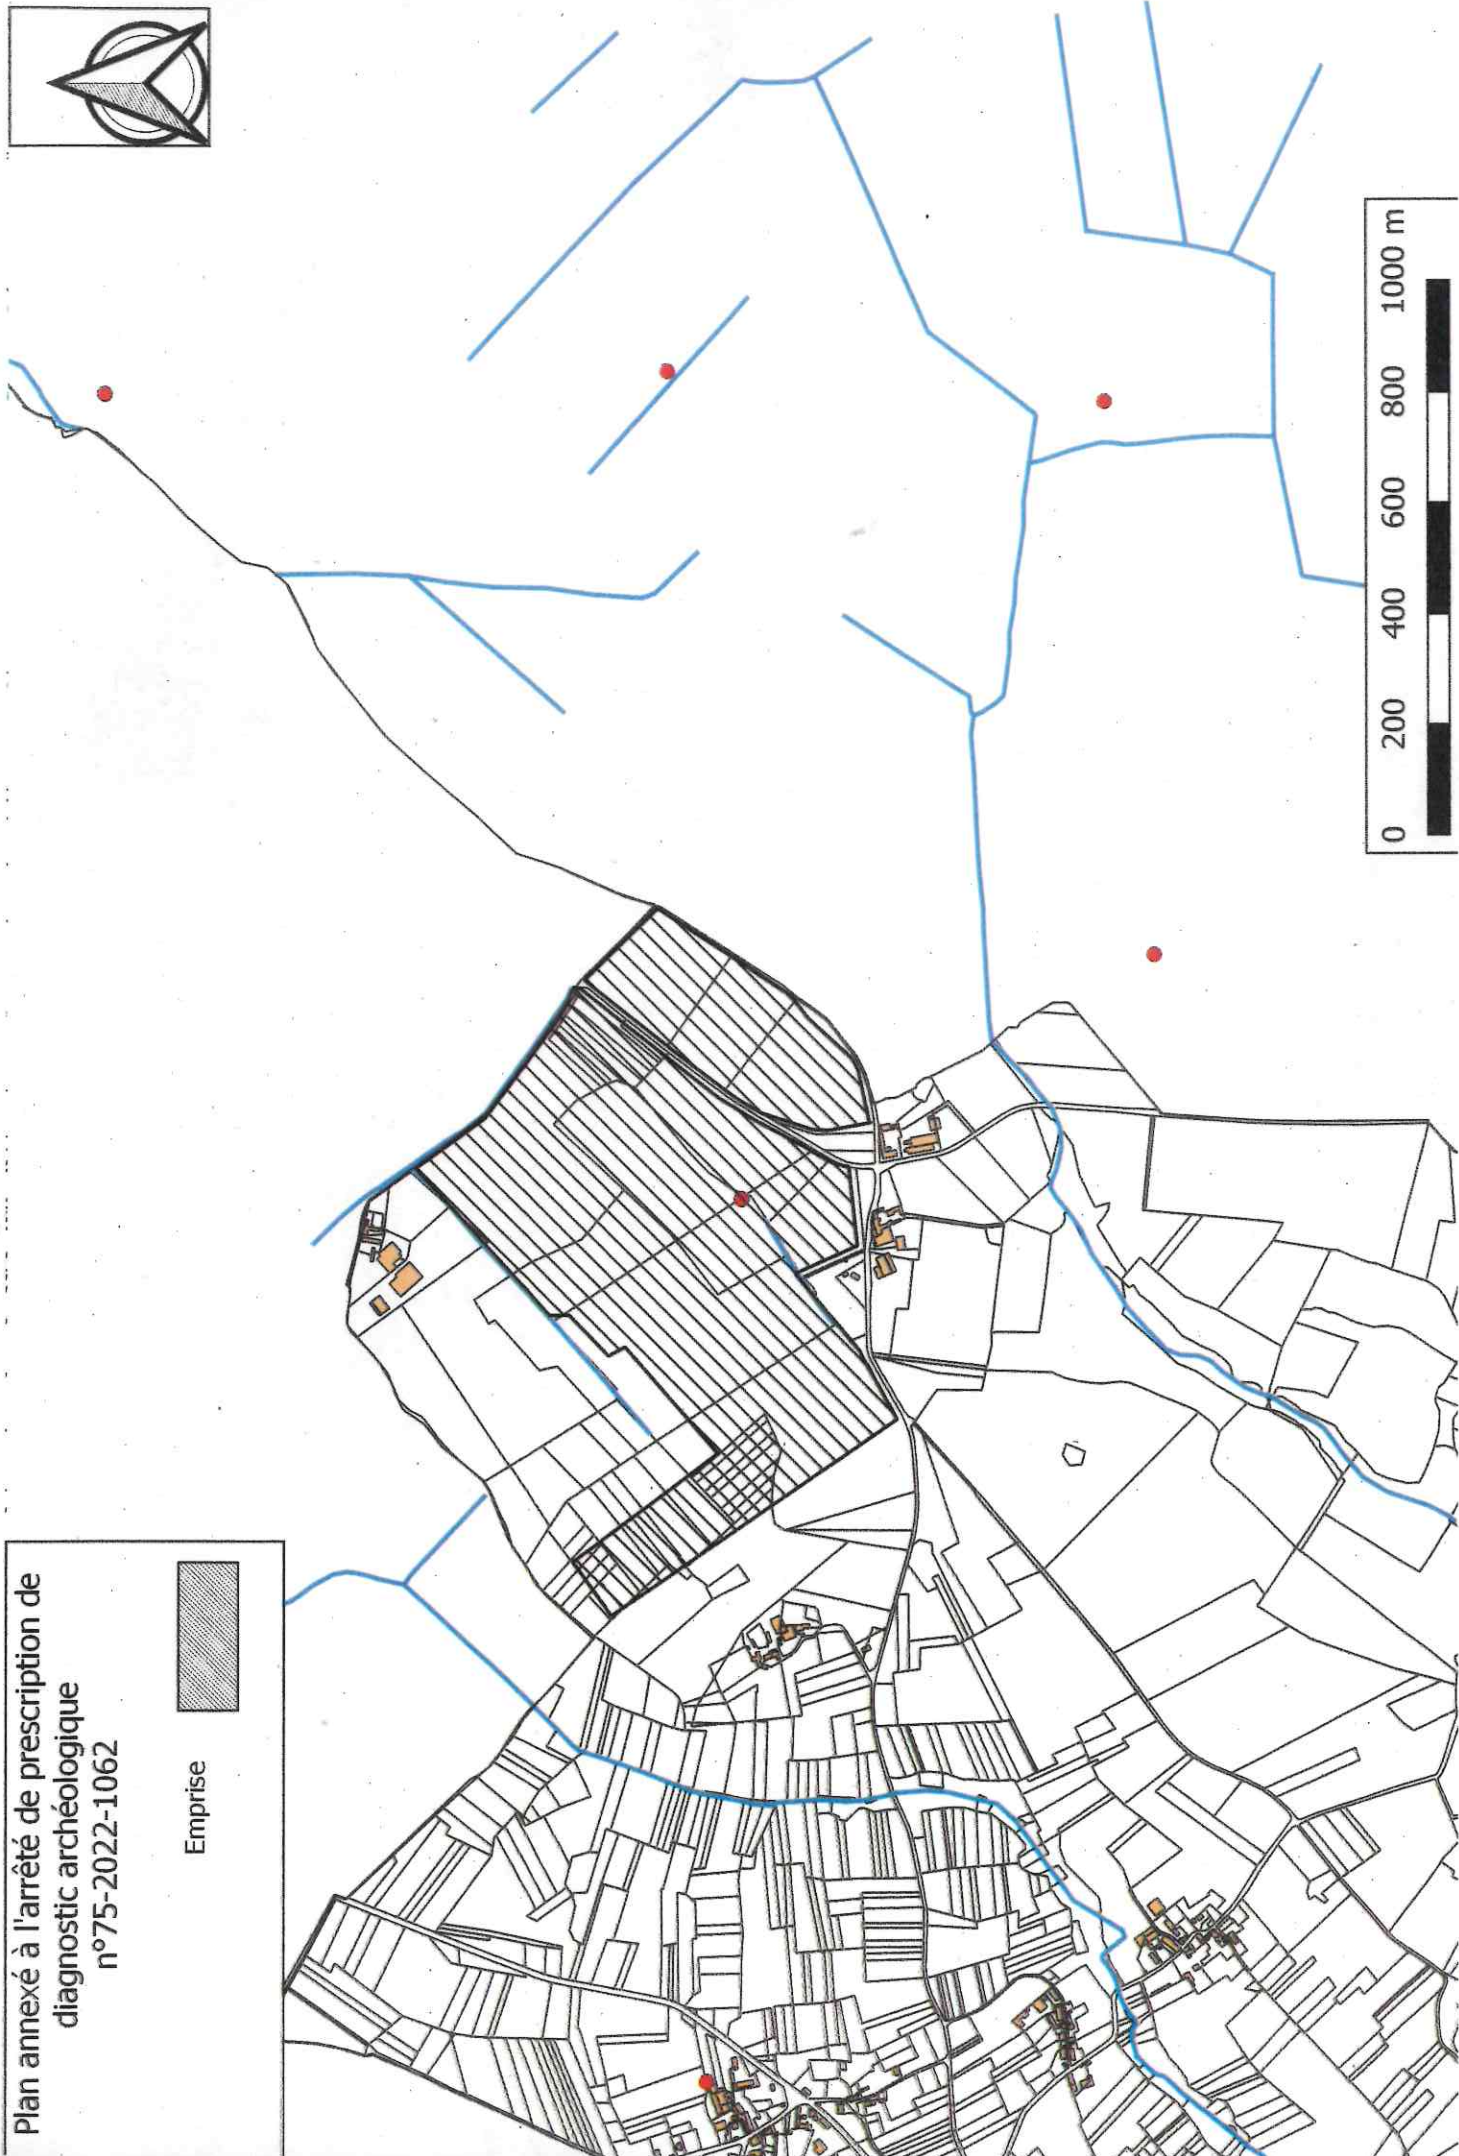 Plan annexé à l'arrêté de prescription de
diagnostic archéologique
n°75-2022-1062
Emprise
0 200 400 600 800 1000 m